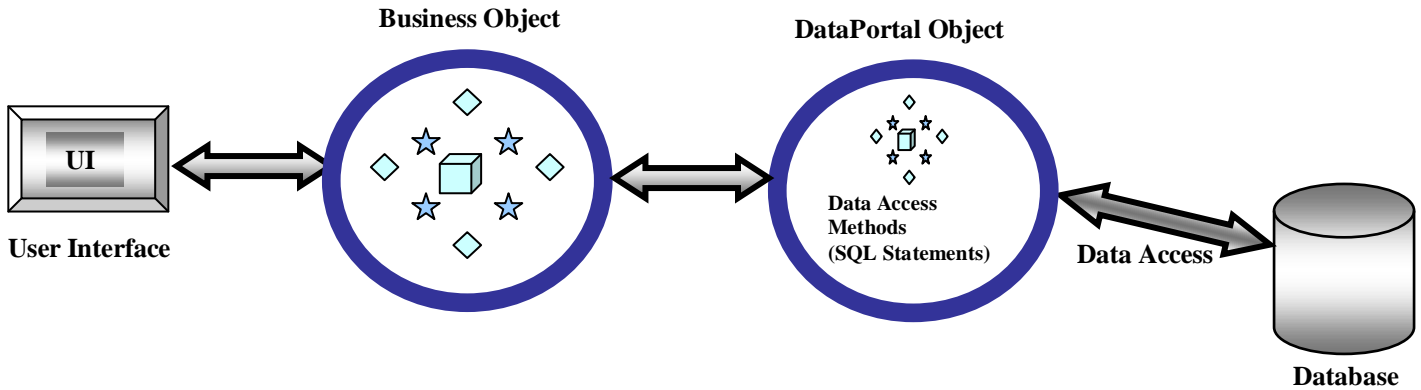 Business Object
DataPortal Object
UI
User Interface
Data Access
Methods
(SQL Statements)
Data Access
Database